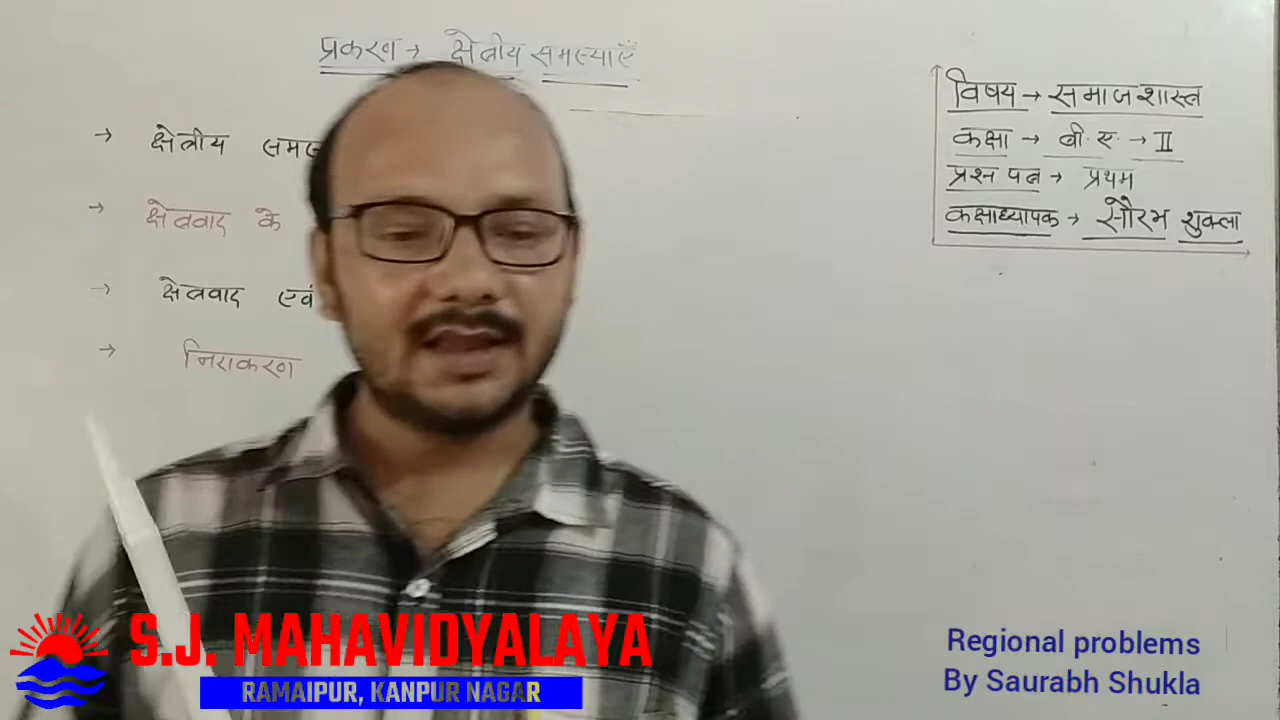 प्रकरण → क्षेत्रीय समस्याएँ
→ क्षेत्रीय
→ क्षेत्रवाद के
→ क्षेत्रवाद एवं
→ निराकरण
विषय → समाजशास्त्र
कक्षा → बी. ए. → II
प्रश्न पत्र → प्रथम
कक्षाध्यापक → सौरभ शुक्ला
S.J. MAHAVIDYALAYA
RAMAIPUR, KANPUR NAGAR
Regional problems
By Saurabh Shukla